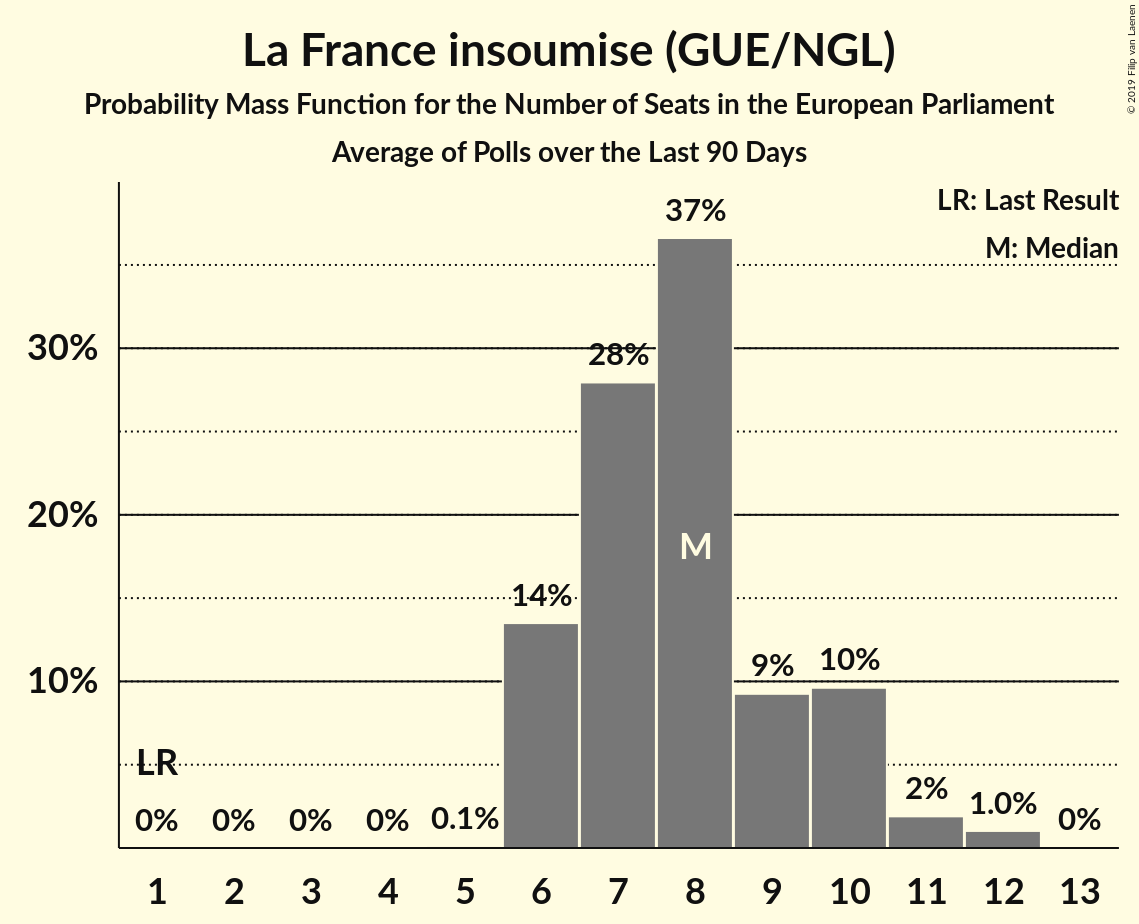 La France insoumise (GUE/NGL)
Probability Mass Function for the Number of Seats in the European Parliament
Average of Polls over the Last 90 Days
© 2019 Filip van Laenen
LR: Last Result
M: Median
37%
30%
28%
20%
M
14%
10%
9%
10%
LR
0%
0%
0%
0%
0.1%
2%
1.0%
0%
1 2 3 4 5 6 7 8 9 10 11 12 13